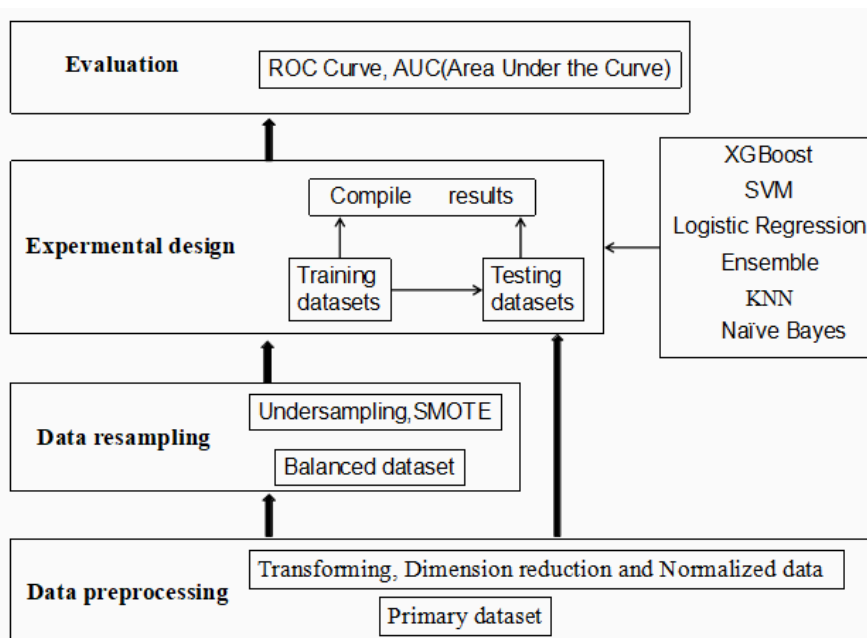 Evaluation
ROC Curve, AUC(Area Under the Curve)
Compile results
Expermental design
Training
datasets
Testing
datasets
XGBoost
SVM
Logistic Regression
Ensemble
KNN
Naïve Bayes
Undersampling,SMOTE
Data resampling
Balanced dataset
Transforming, Dimension reduction and Normalized data
Data preprocessing
Primary dataset